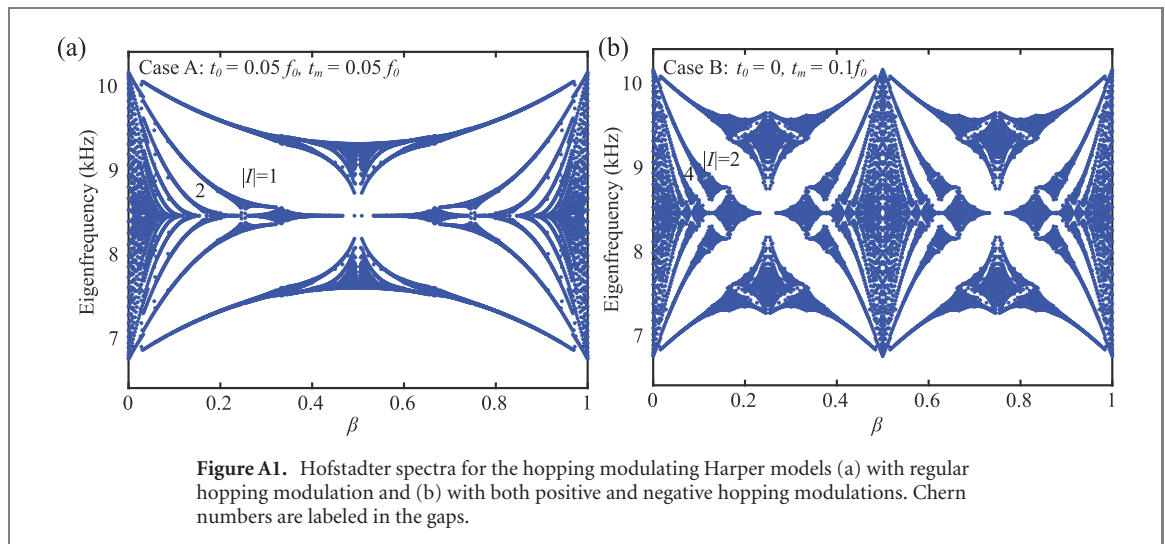 (a)
Case A: t₀ = 0.05 f₀, tₘ = 0.05 f₀
Eigenfrequency (kHz)
10
9
8
7
2
|I|=1
0
0.2
0.4
0.6
0.8
1
β
(b)
Case B: t₀ = 0, tₘ = 0.1f₀
Eigenfrequency (kHz)
10
9
8
7
4
|I|=2
0
0.2
0.4
0.6
0.8
1
β
Figure A1. Hofstadter spectra for the hopping modulating Harper models (a) with regular
hopping modulation and (b) with both positive and negative hopping modulations. Chern
numbers are labeled in the gaps.